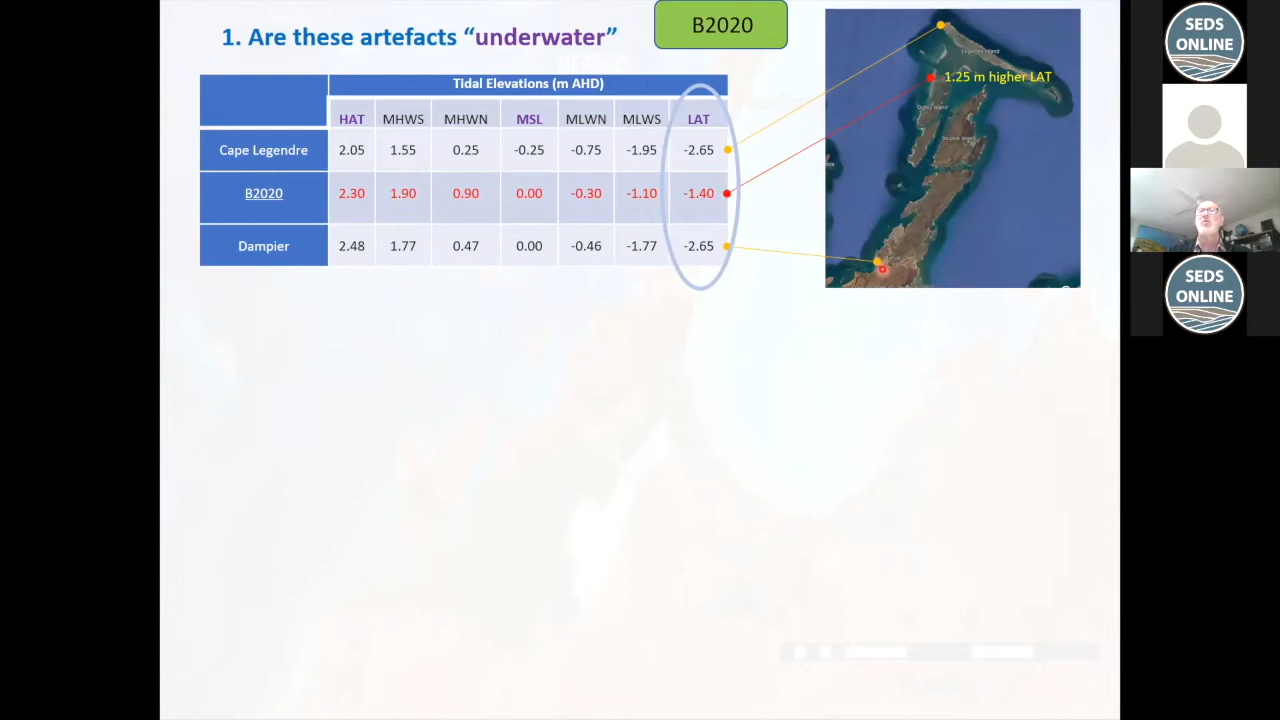 1. Are these artefacts “underwater”
B2020
Tidal Elevations (m AHD)
HAT MHWS MHWN MSL MLWN MLWS LAT
Cape Legendre 2.05 1.55 0.25 -0.25 -0.75 -1.95 -2.65
B2020 2.30 1.90 0.90 0.00 -0.30 -1.10 -1.40
Dampier 2.48 1.77 0.47 0.00 -0.46 -1.77 -2.65
1.25 m higher LAT
SEDS
ONLINE
SEDS
ONLINE